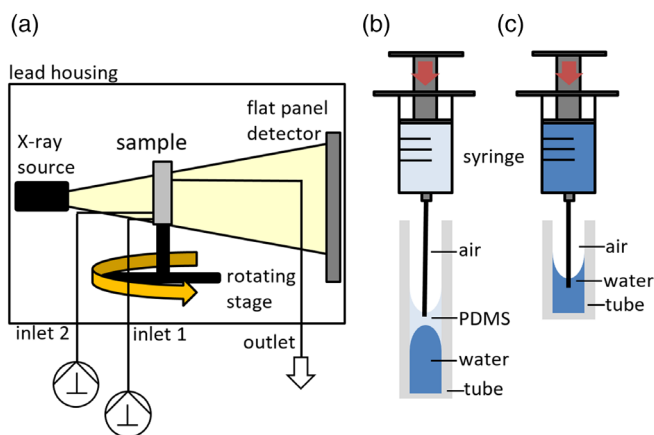 (a)
lead housing
X-ray
source
sample
flat panel
detector
rotating
stage
inlet 2
inlet 1
outlet
(b)
syringe
air
PDMS
water
tube
(c)
air
water
tube